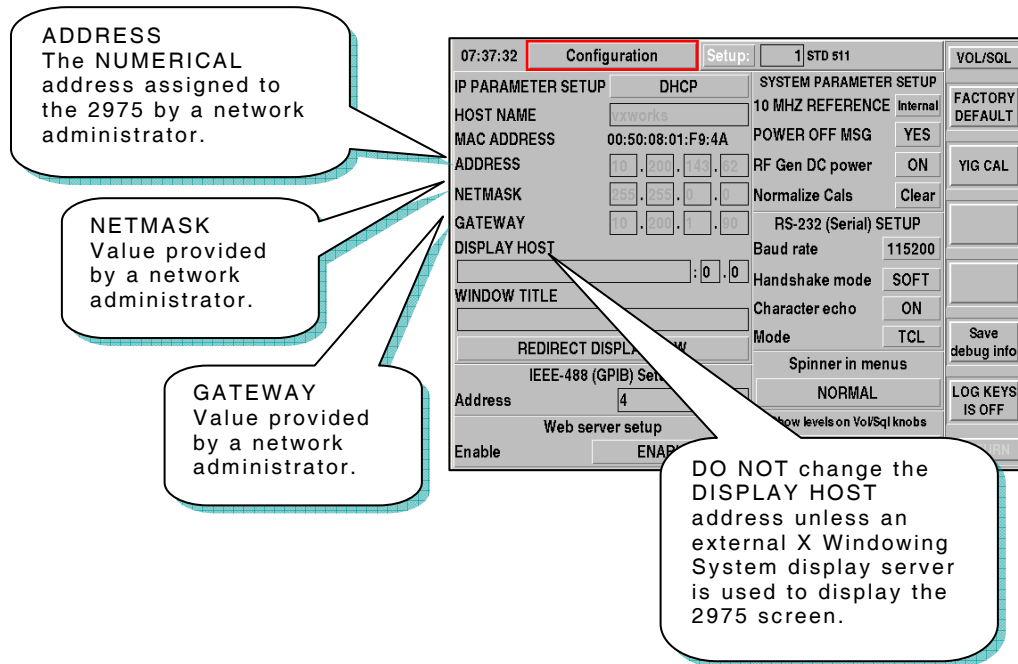 ADDRESS
The NUMERICAL
address assigned to
the 2975 by a network
administrator.
NETMASK
Value provided
by a network
administrator.
GATEWAY
Value provided
by a network
administrator.
07:37:32 Configuration Setup: 1 STD 511
IP PARAMETER SETUP DHCP
HOST NAME vxworks
MAC ADDRESS 00:50:08:01:F9:4A
ADDRESS 10 . 200 . 143 . 52
NETMASK 255 . 255 . 0 . 0
GATEWAY 10 . 200 . 1 . 90
DISPLAY HOST
: 0 . 0
WINDOW TITLE
REDIRECT DISPLAY
IEEE-488 (GPIB)
Address 4
Web server setup
Enable
SYSTEM PARAMETER SETUP
10 MHZ REFERENCE Internal
POWER OFF MSG YES
RF Gen DC power ON
Normalize Cals Clear
RS-232 (Serial) SETUP
Baud rate 115200
Handshake mode SOFT
Character echo ON
Mode TCL
Spinner in menus
NORMAL
levels on Vol/Sql knobs
VOL/SQL
FACTORY
DEFAULT
YIG CAL
Save
debug info
LOG KEYS
IS OFF
DO NOT change the
DISPLAY HOST
address unless an
external X Windowing
System display server
is used to display the
2975 screen.